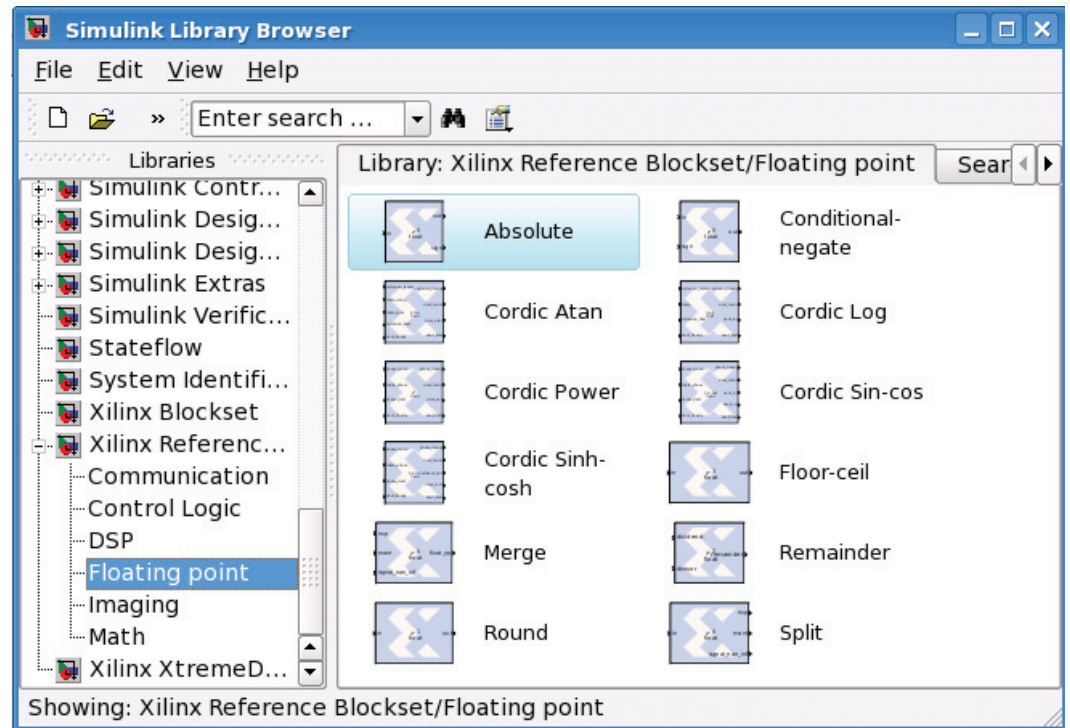 Simulink Library Browser
File Edit View Help
» Enter search ...
Libraries
Library: Xilinx Reference Blockset/Floating point
Sear
Simulink Contr...
Simulink Desig...
Simulink Desig...
Simulink Extras
Simulink Verific...
Stateflow
System Identifi...
Xilinx Blockset
Xilinx Referenc...
Communication
Control Logic
DSP
Floating point
Imaging
Math
Xilinx XtremeD...
Absolute
Conditional-
negate
Cordic Atan
Cordic Log
Cordic Power
Cordic Sin-cos
Cordic Sinh-
cosh
Floor-ceil
Merge
Remainder
Round
Split
Showing: Xilinx Reference Blockset/Floating point